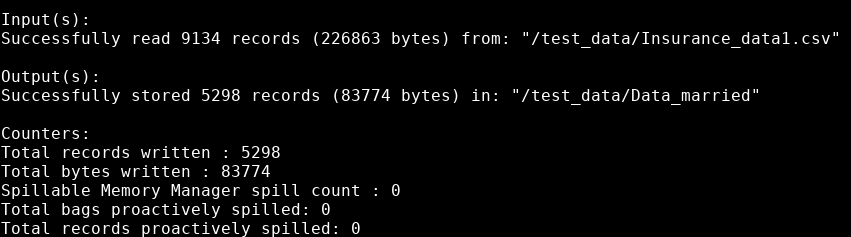 Input(s):
Successfully read 9134 records (226863 bytes) from: "/test_data/Insurance_data1.csv"
Output(s):
Successfully stored 5298 records (83774 bytes) in: "/test_data/Data_married"
Counters:
Total records written : 5298
Total bytes written : 83774
Spillable Memory Manager spill count : 0
Total bags proactively spilled: 0
Total records proactively spilled: 0